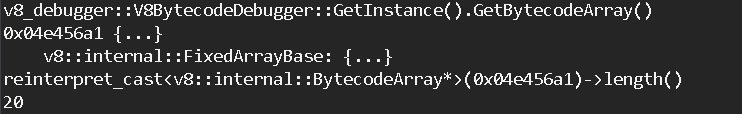 v8_debugger::V8BytecodeDebugger::GetInstance().GetBytecodeArray()
0x04e456a1 {...}
    v8::internal::FixedArrayBase: {...}
reinterpret_cast<v8::internal::BytecodeArray*>(0x04e456a1)->length()
20